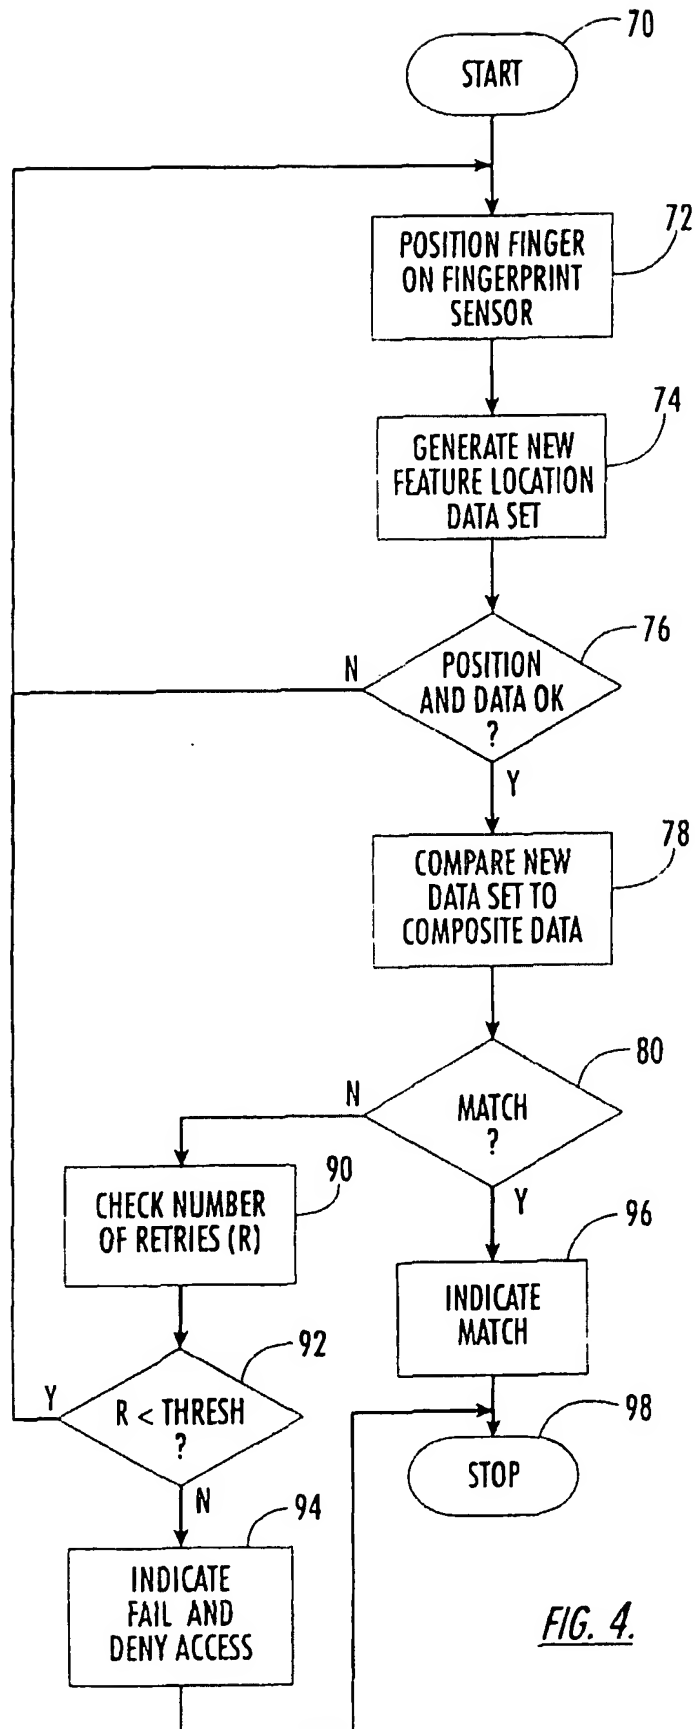 70
START
72
POSITION FINGER
ON FINGERPRINT
SENSOR
74
GENERATE NEW
FEATURE LOCATION
DATA SET
76
N
POSITION
AND DATA OK
?
Y
78
COMPARE NEW
DATA SET TO
COMPOSITE DATA
80
N
MATCH
?
Y
90
CHECK NUMBER
OF RETRIES (R)
96
INDICATE
MATCH
92
Y
R < THRESH
?
N
98
STOP
94
INDICATE
FAIL AND
DENY ACCESS
FIG. 4.